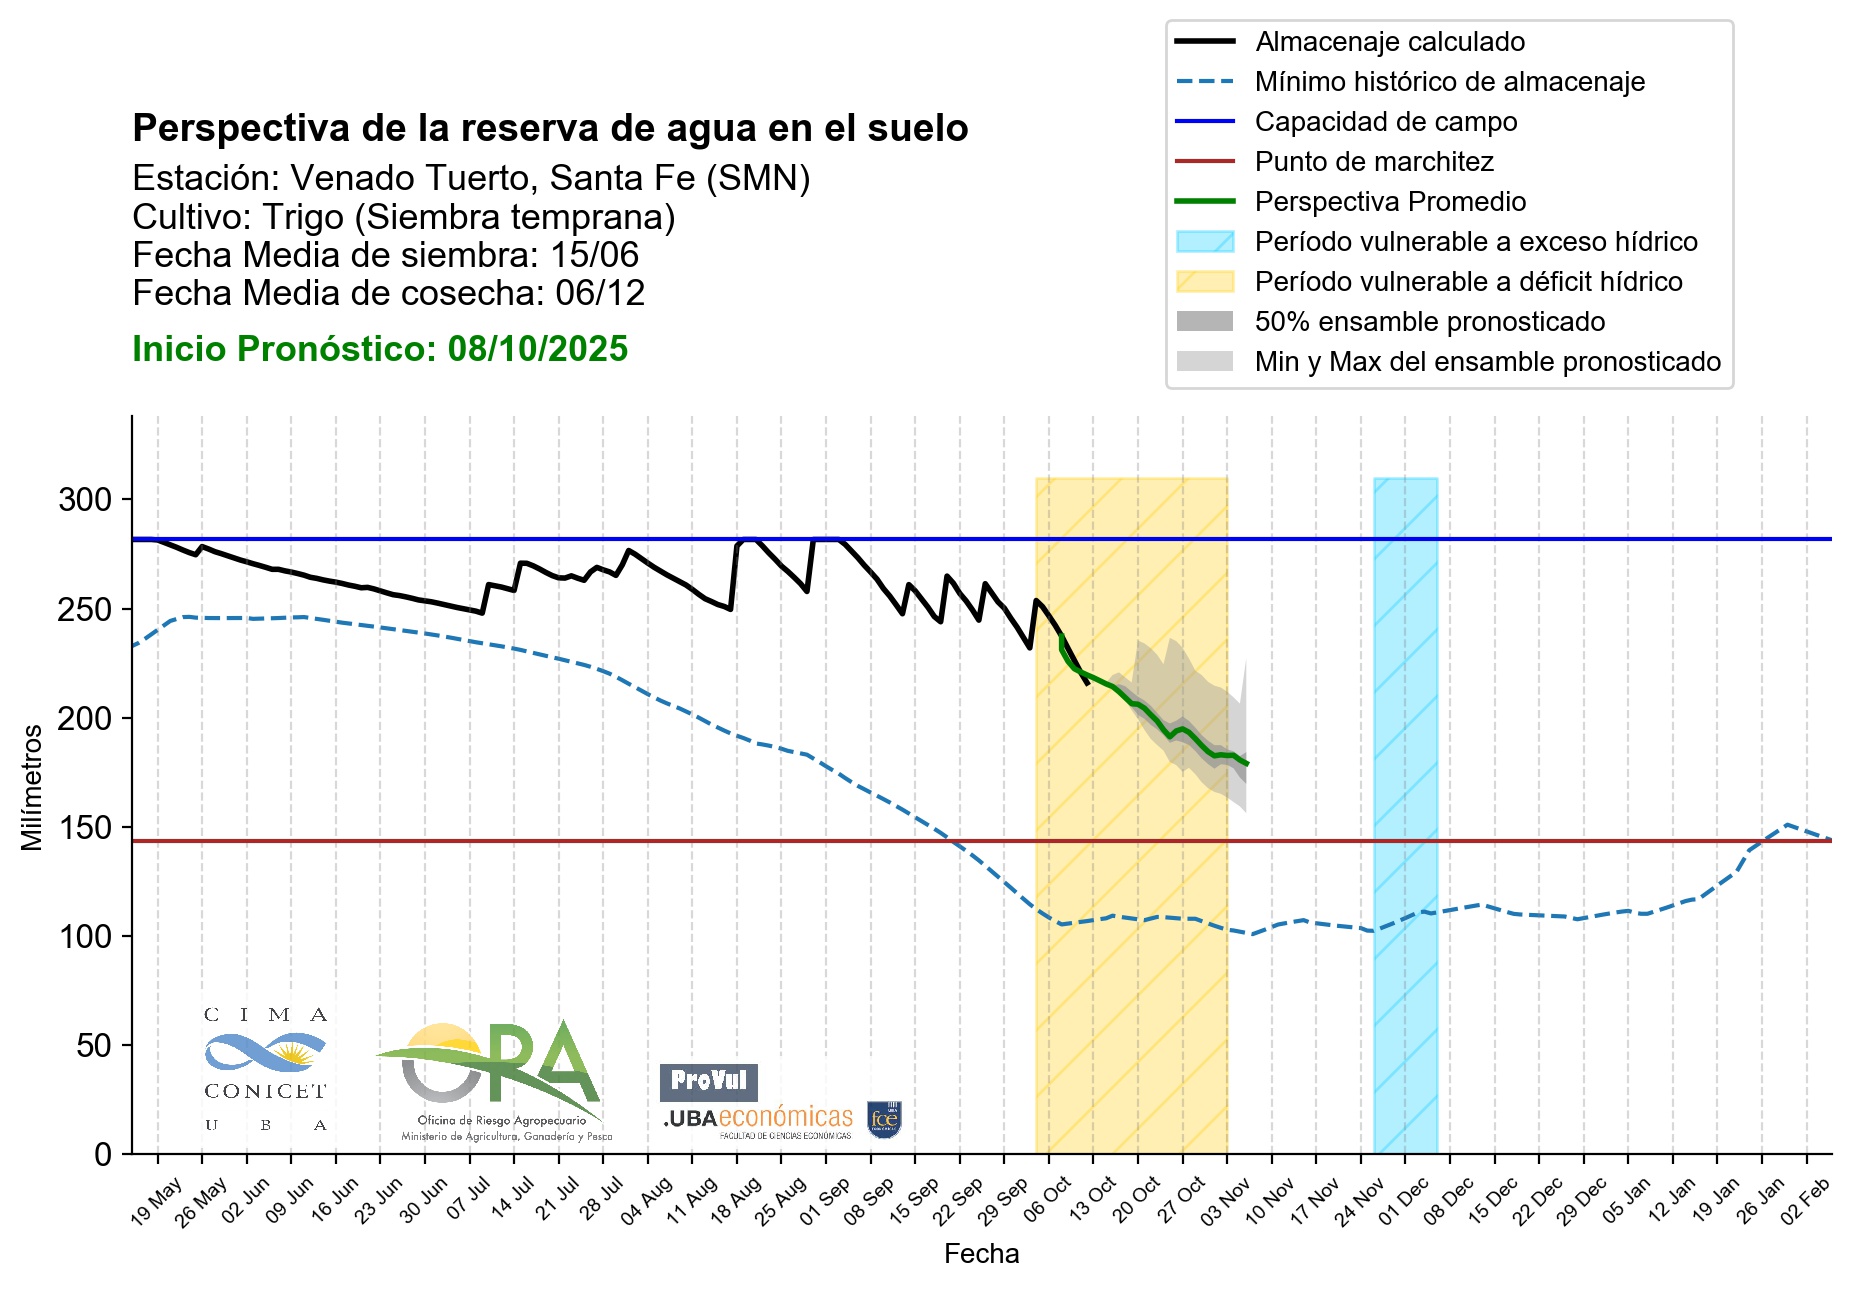 Almacenaje calculado
Mínimo histórico de almacenaje
Capacidad de campo
Punto de marchitez
Perspectiva Promedio
Período vulnerable a exceso hídrico
Período vulnerable a déficit hídrico
50% ensamble pronosticado
Min y Max del ensamble pronosticado
Perspectiva de la reserva de agua en el suelo
Estación: Venado Tuerto, Santa Fe (SMN)
Cultivo: Trigo (Siembra temprana)
Fecha Media de siembra: 15/06
Fecha Media de cosecha: 06/12
Inicio Pronóstico: 08/10/2025
Milímetros
300
250
200
150
100
50
0
CIMA
CONICET
UBA
ORA
Oficina de Riesgo Agropecuario
Ministerio de Agricultura, Ganadería y Pesca
ProVul
.UBAeconómicas
FACULTAD DE CIENCIAS ECONÓMICAS
fce
19 May
26 May
02 Jun
09 Jun
16 Jun
23 Jun
30 Jun
07 Jul
14 Jul
21 Jul
28 Jul
04 Aug
11 Aug
18 Aug
25 Aug
01 Sep
08 Sep
15 Sep
22 Sep
29 Sep
06 Oct
13 Oct
20 Oct
27 Oct
03 Nov
10 Nov
17 Nov
24 Nov
01 Dec
08 Dec
15 Dec
22 Dec
29 Dec
05 Jan
12 Jan
19 Jan
26 Jan
02 Feb
Fecha